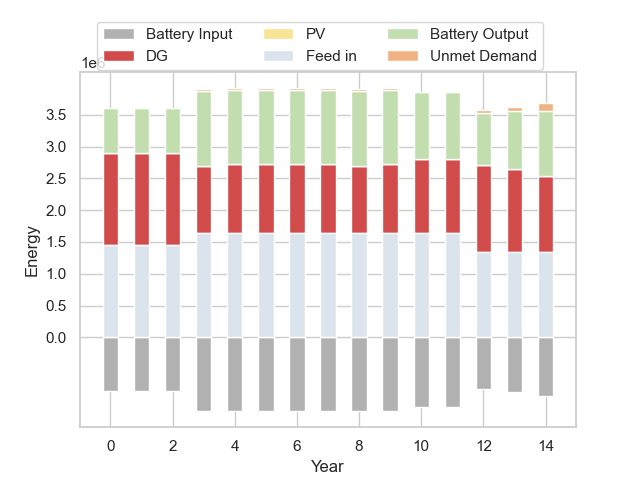 Battery Input PV Battery Output
DG Feed in Unmet Demand
1e6
3.5
3.0
2.5
2.0
1.5
1.0
0.5
0.0
Energy
0 2 4 6 8 10 12 14
Year